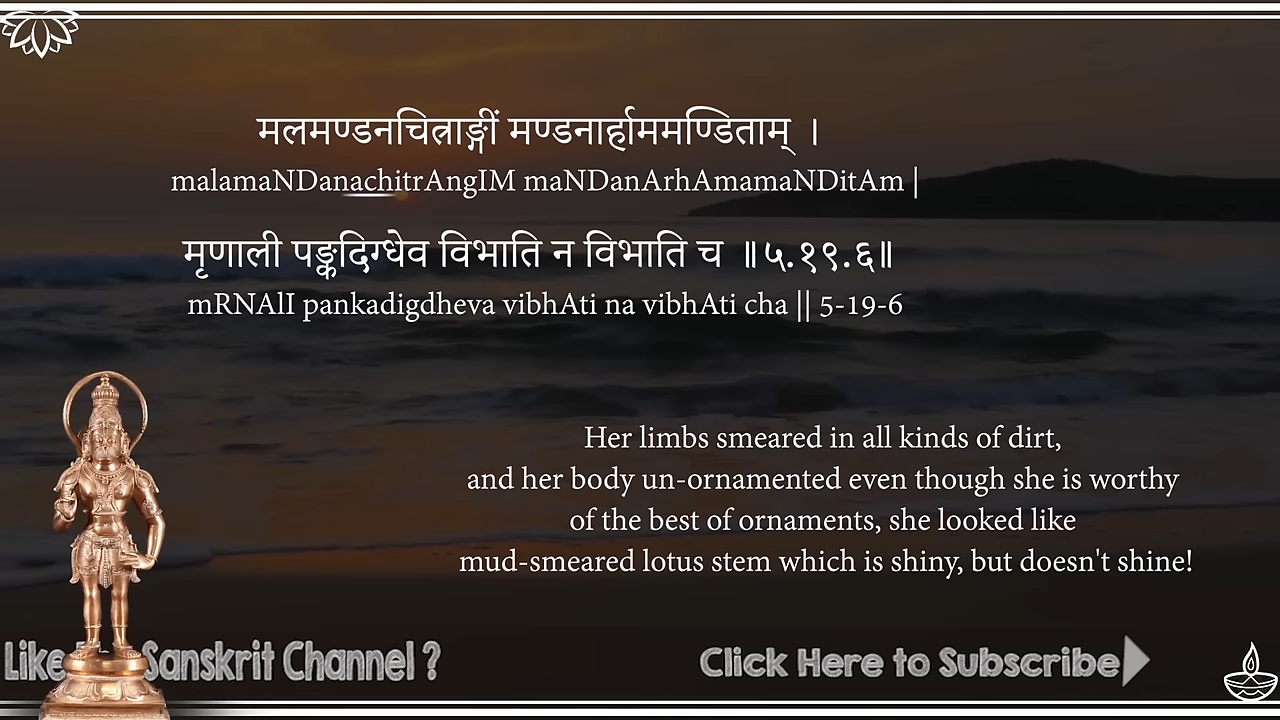 मलमण्डनचित्राङ्गीं मण्डनार्हाममण्डिताम् ।
malamaNDanachitrAngIM maNDanArhAmamaNDitAm |
मृणाली पङ्कदिग्धेव विभाति न विभाति च ॥५.१९.६॥
mRNAlI pankadigdheva vibhAti na vibhAti cha || 5-19-6
Her limbs smeared in all kinds of dirt,
and her body un-ornamented even though she is worthy
of the best of ornaments, she looked like
mud-smeared lotus stem which is shiny, but doesn't shine!
Like Sanskrit Channel ?
Click Here to Subscribe